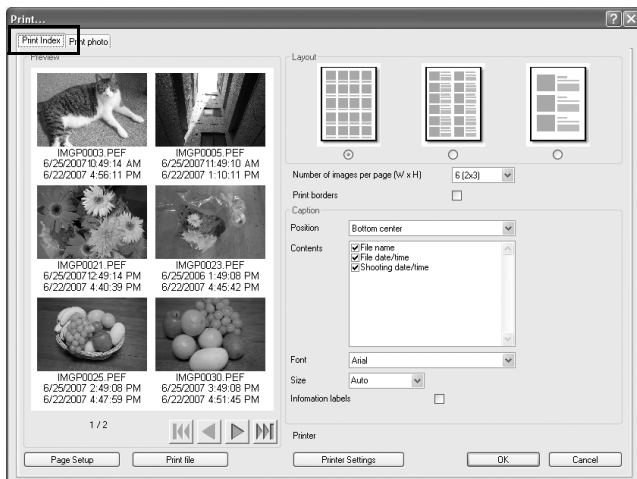 Print...
Print Index Print photo
Preview
IMGP0003.PEF
6/25/200710:49:14 AM
6/22/2007 4:56:11 PM
IMGP0005.PEF
6/25/200711:49:10 AM
6/22/2007 1:10:11 PM
IMGP0021.PEF
6/25/200712:49:14 PM
6/22/2007 4:40:39 PM
IMGP0023.PEF
6/25/2006 1:49:08 PM
6/22/2007 4:45:42 PM
IMGP0025.PEF
6/25/2007 2:49:08 PM
6/22/2007 4:47:59 PM
IMGP0030.PEF
6/25/2007 3:49:08 PM
6/22/2007 4:51:45 PM
1 / 2
Page Setup
Print file
Layout
Number of images per page (W x H) 6 (2x3)
Print borders
Caption
Position Bottom center
Contents File name
File date/time
Shooting date/time
Font Arial
Size Auto
Infomation labels
Printer
Printer Settings
OK
Cancel